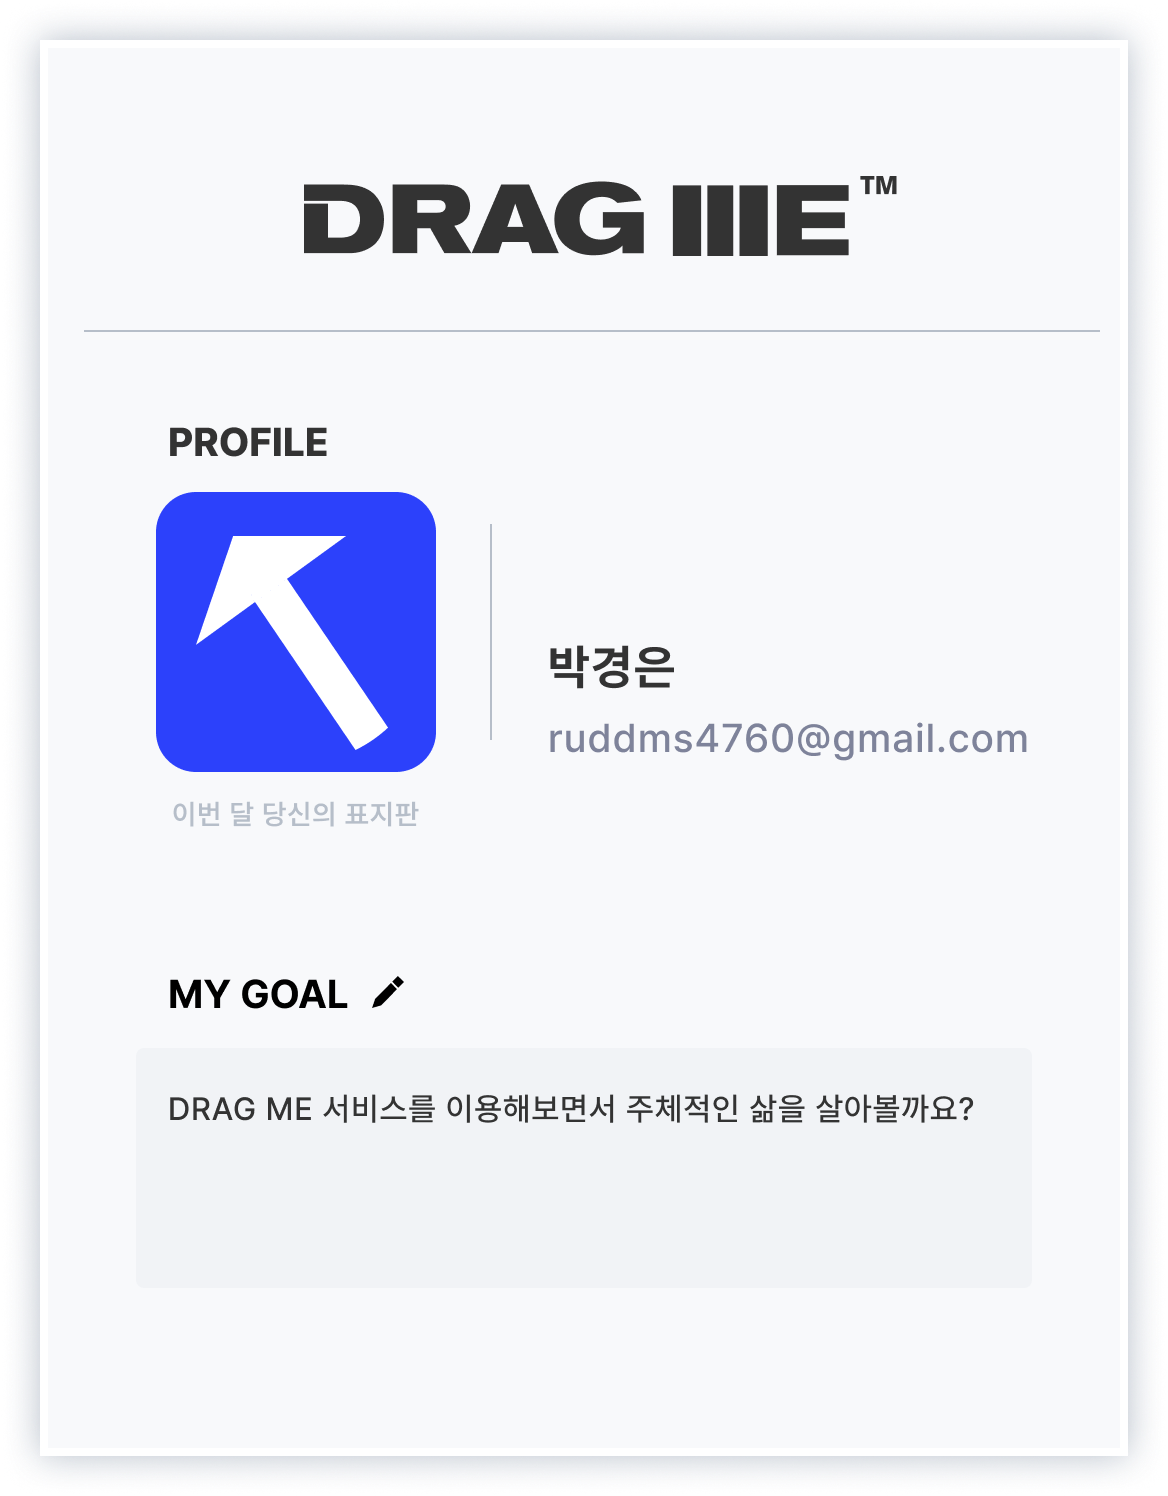 DRAG ME™
PROFILE
박경은
ruddms4760@gmail.com
이번 달 당신의 표지판
MY GOAL
DRAG ME 서비스를 이용해보면서 주체적인 삶을 살아볼까요?